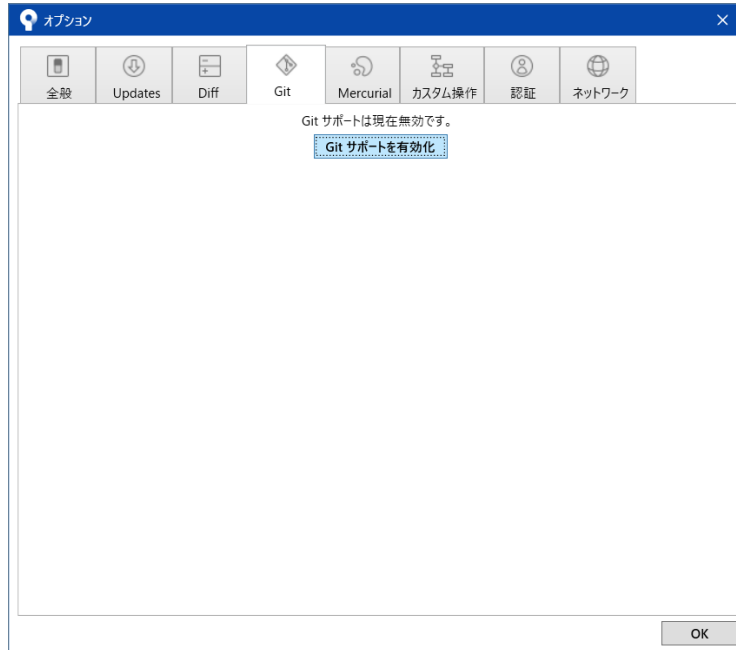 オプション
全般 Updates Diff Git Mercurial カスタム操作 認証 ネットワーク
Git サポートは現在無効です。
Git サポートを有効化
OK